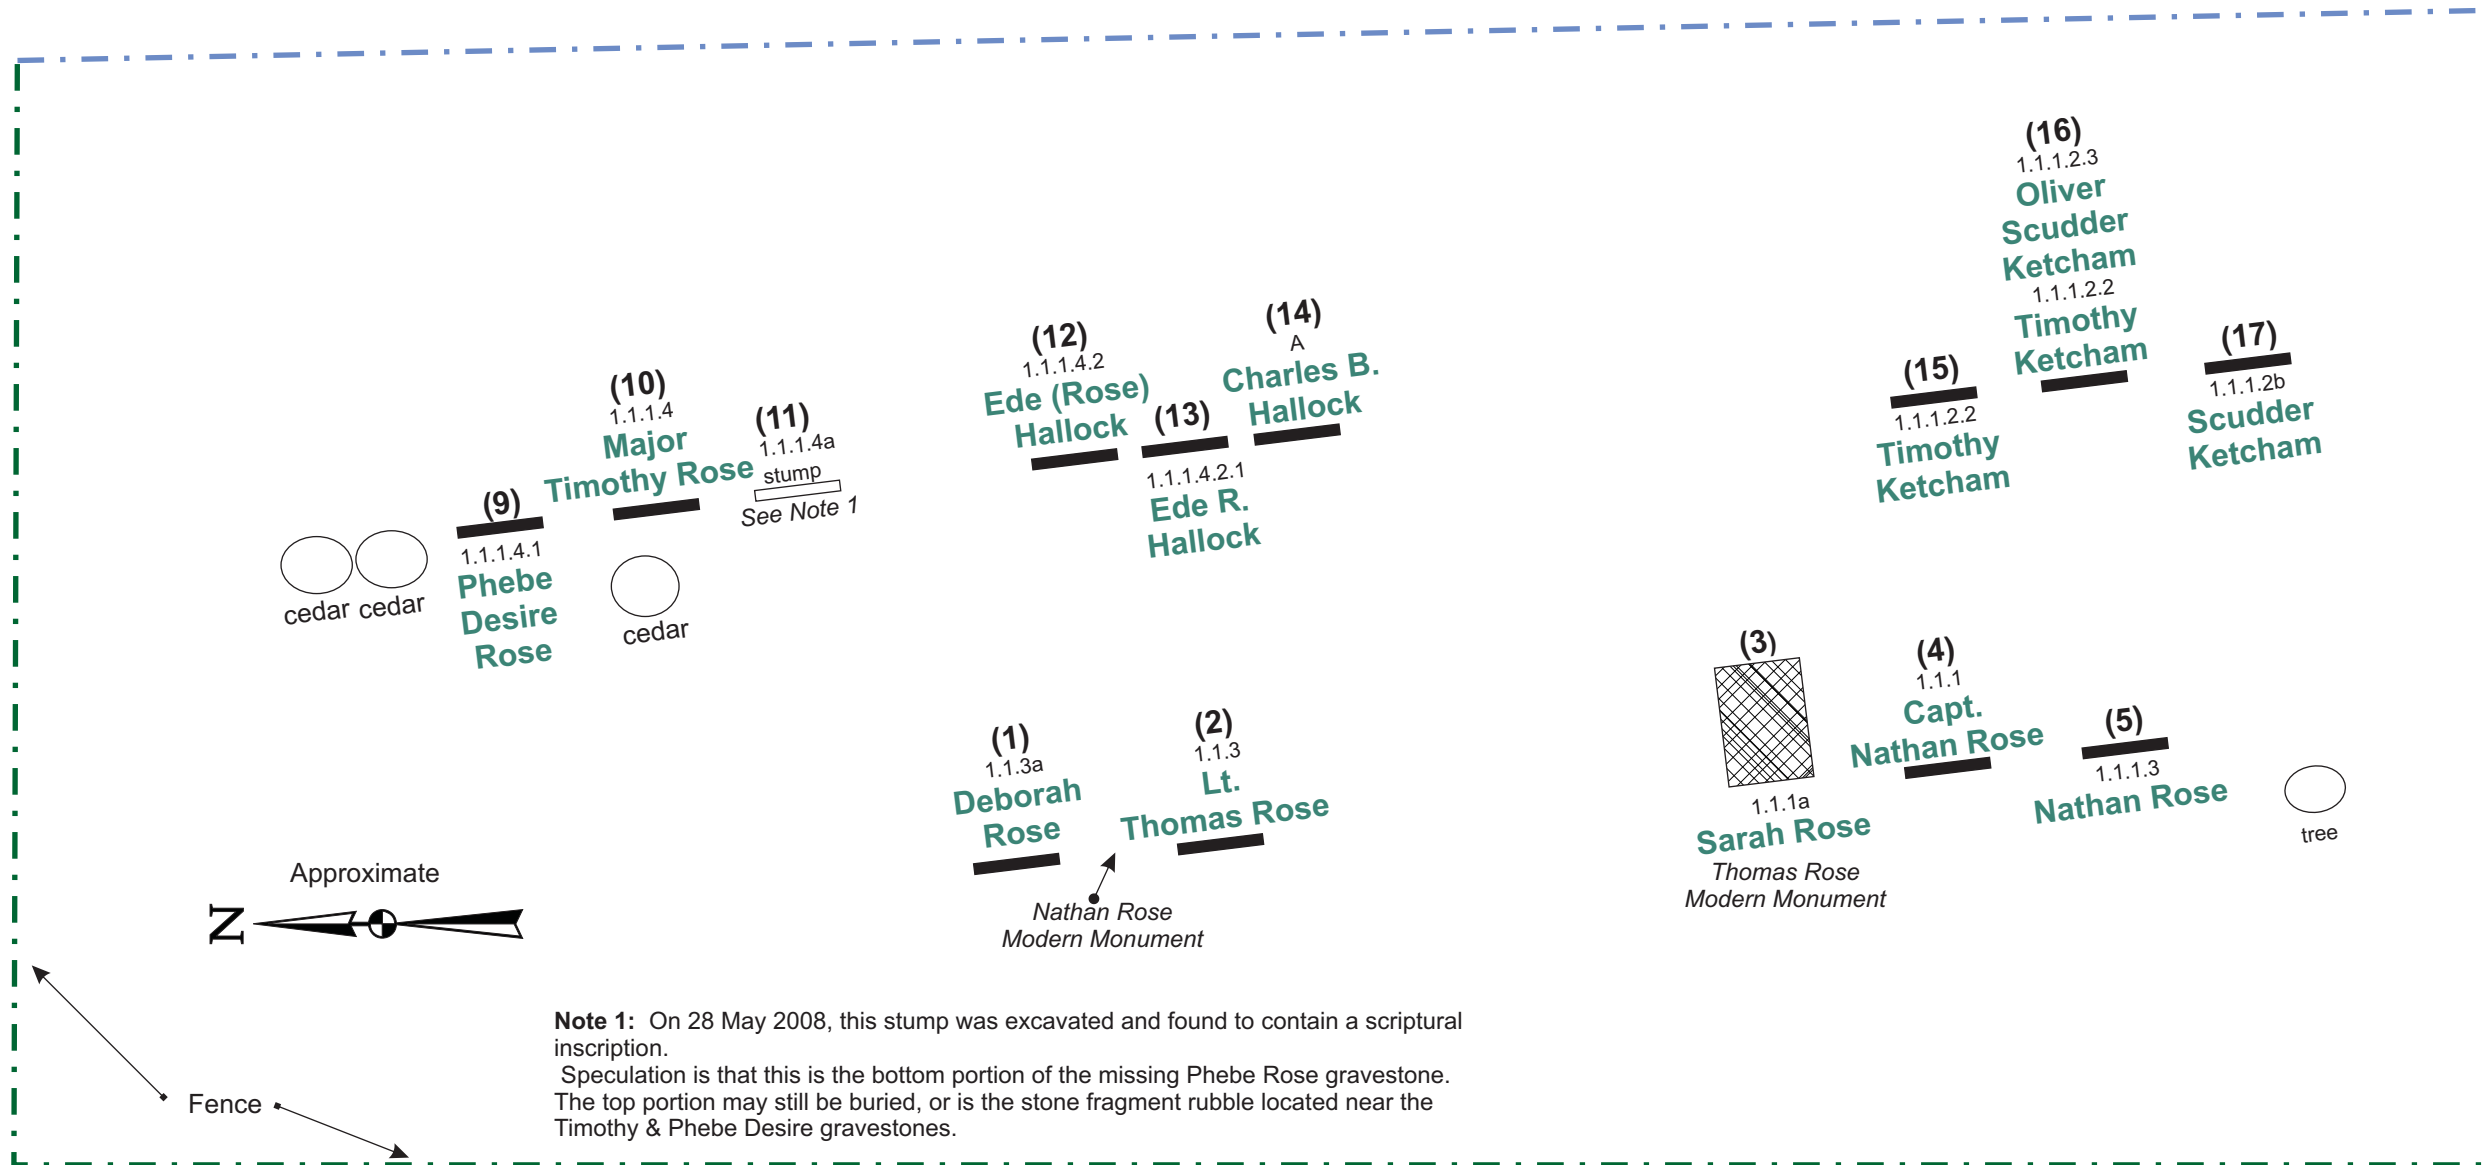 (16)
1.1.1.2.3
Oliver
Scudder
Ketcham
1.1.1.2.2
Timothy
Ketcham
(17)
1.1.1.2b
Scudder
Ketcham
(15)
1.1.1.2.2
Timothy
Ketcham
(14)
A
Charles B.
Hallock
(12)
1.1.1.4.2
Ede (Rose)
Hallock
(13)
1.1.1.4.2.1
Ede R.
Hallock
(10)
1.1.1.4
Major
Timothy Rose
(11)
1.1.1.4a
stump
See Note 1
(9)
1.1.1.4.1
Phebe
Desire
Rose
cedar
cedar
cedar
(3)
1.1.1a
Sarah Rose
Thomas Rose
Modern Monument
(4)
1.1.1
Capt.
Nathan Rose
(5)
1.1.1.3
Nathan Rose
tree
(1)
1.1.3a
Deborah
Rose
(2)
1.1.3
Lt.
Thomas Rose
Nathan Rose
Modern Monument
Approximate
N
Fence
Note 1: On 28 May 2008, this stump was excavated and found to contain a scriptural
inscription.
Speculation is that this is the bottom portion of the missing Phebe Rose gravestone.
The top portion may still be buried, or is the stone fragment rubble located near the
Timothy & Phebe Desire gravestones.